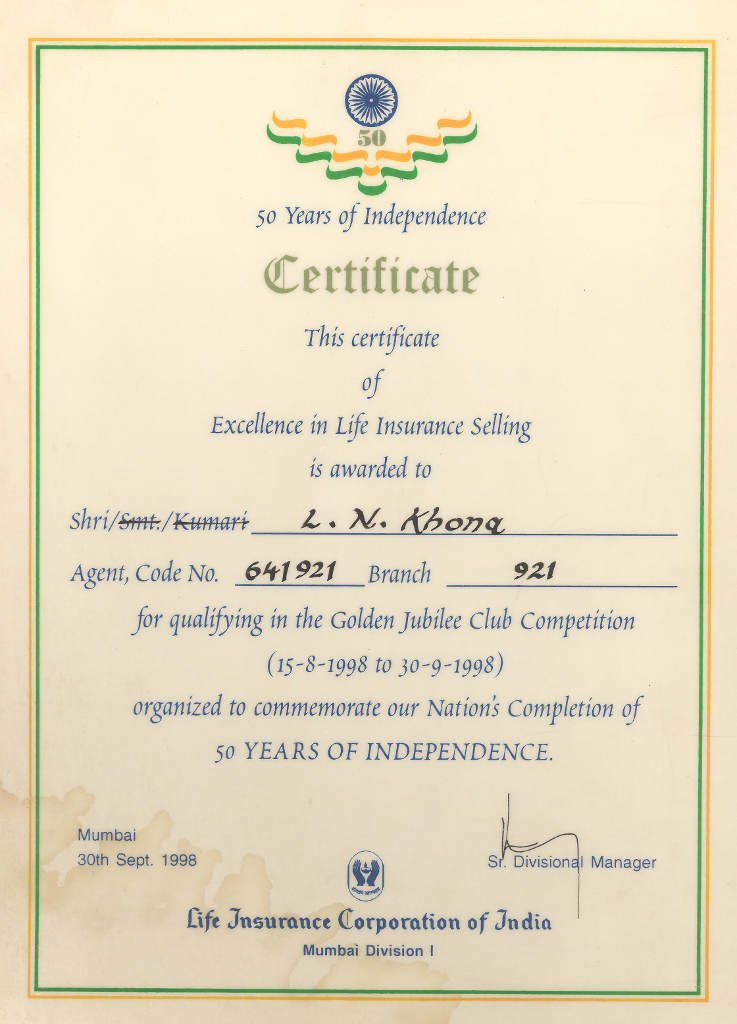 50
50 Years of Independence
Certificate
This certificate
of
Excellence in Life Insurance Selling
is awarded to
Shri/Smt./Kumari L. N. Khona
Agent, Code No. 641921 Branch 921
for qualifying in the Golden Jubilee Club Competition
(15-8-1998 to 30-9-1998)
organized to commemorate our Nation's Completion of
50 YEARS OF INDEPENDENCE.
Mumbai
30th Sept. 1998
Sr. Divisional Manager
Life Insurance Corporation of India
Mumbai Division I